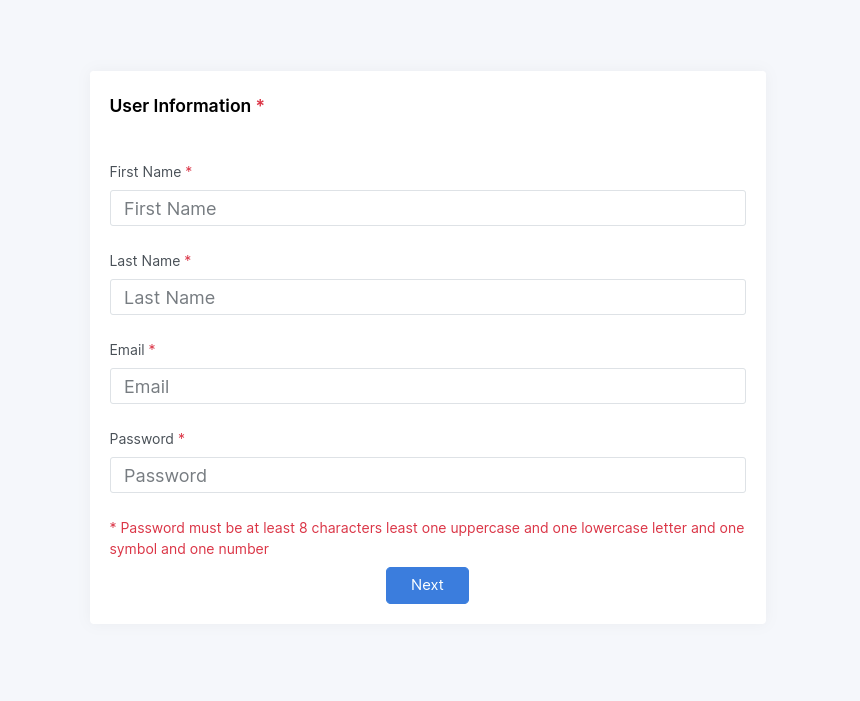 User Information *
First Name *
First Name
Last Name *
Last Name
Email *
Email
Password *
Password
* Password must be at least 8 characters least one uppercase and one lowercase letter and one
symbol and one number
Next